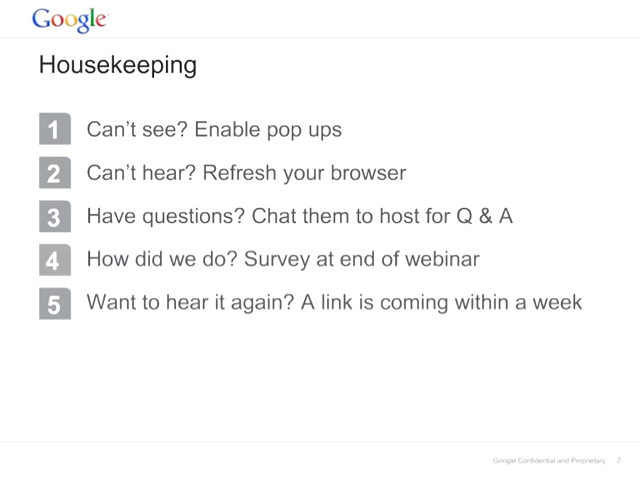 Google
Housekeeping
1 Can't see? Enable pop ups
2 Can't hear? Refresh your browser
3 Have questions? Chat them to host for Q & A
4 How did we do? Survey at end of webinar
5 Want to hear it again? A link is coming within a week
Google Confidential and Proprietary 2